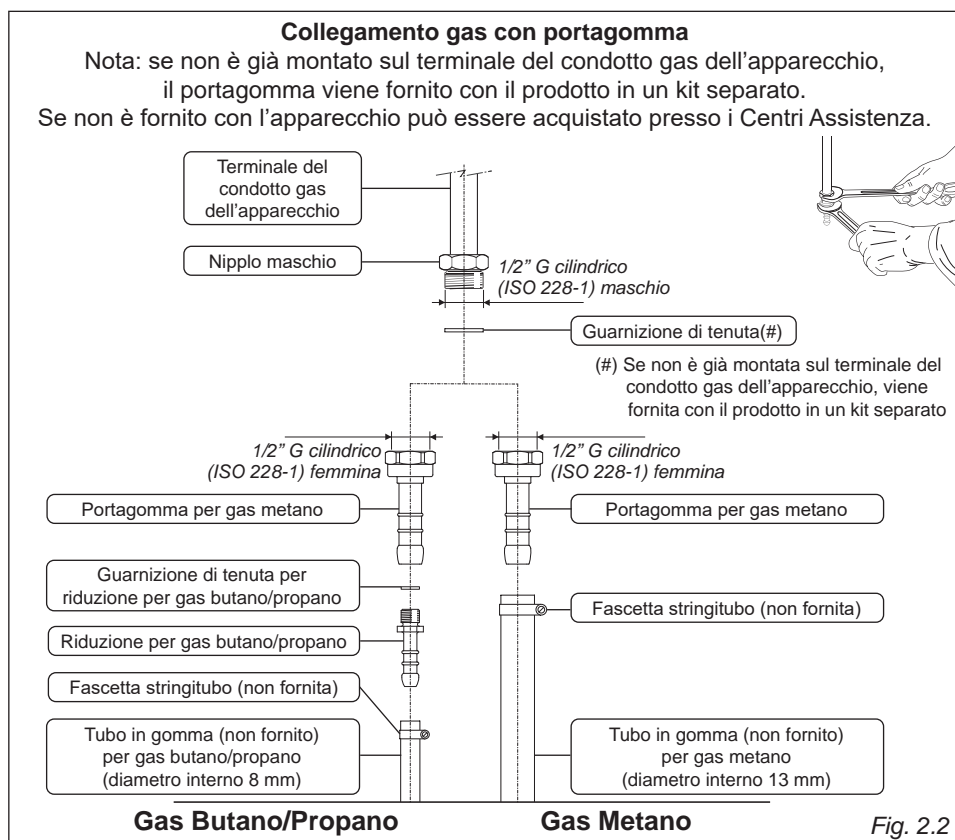 Collegamento gas con portagomma
Nota: se non è già montato sul terminale del condotto gas dell'apparecchio,
il portagomma viene fornito con il prodotto in un kit separato.
Se non è fornito con l'apparecchio può essere acquistato presso i Centri Assistenza.
Terminale del
condotto gas
dell'apparecchio
Nipplo maschio
1/2” G cilindrico
(ISO 228-1) maschio
Guarnizione di tenuta(#)
(#) Se non è già montata sul terminale del
condotto gas dell'apparecchio, viene
fornita con il prodotto in un kit separato
1/2” G cilindrico
(ISO 228-1) femmina
1/2” G cilindrico
(ISO 228-1) femmina
Portagomma per gas metano
Portagomma per gas metano
Guarnizione di tenuta per
riduzione per gas butano/propano
Fascetta stringitubo (non fornita)
Riduzione per gas butano/propano
Fascetta stringitubo (non fornita)
Tubo in gomma (non fornito)
per gas butano/propano
(diametro interno 8 mm)
Tubo in gomma (non fornito)
per gas metano
(diametro interno 13 mm)
Gas Butano/Propano
Gas Metano
Fig. 2.2